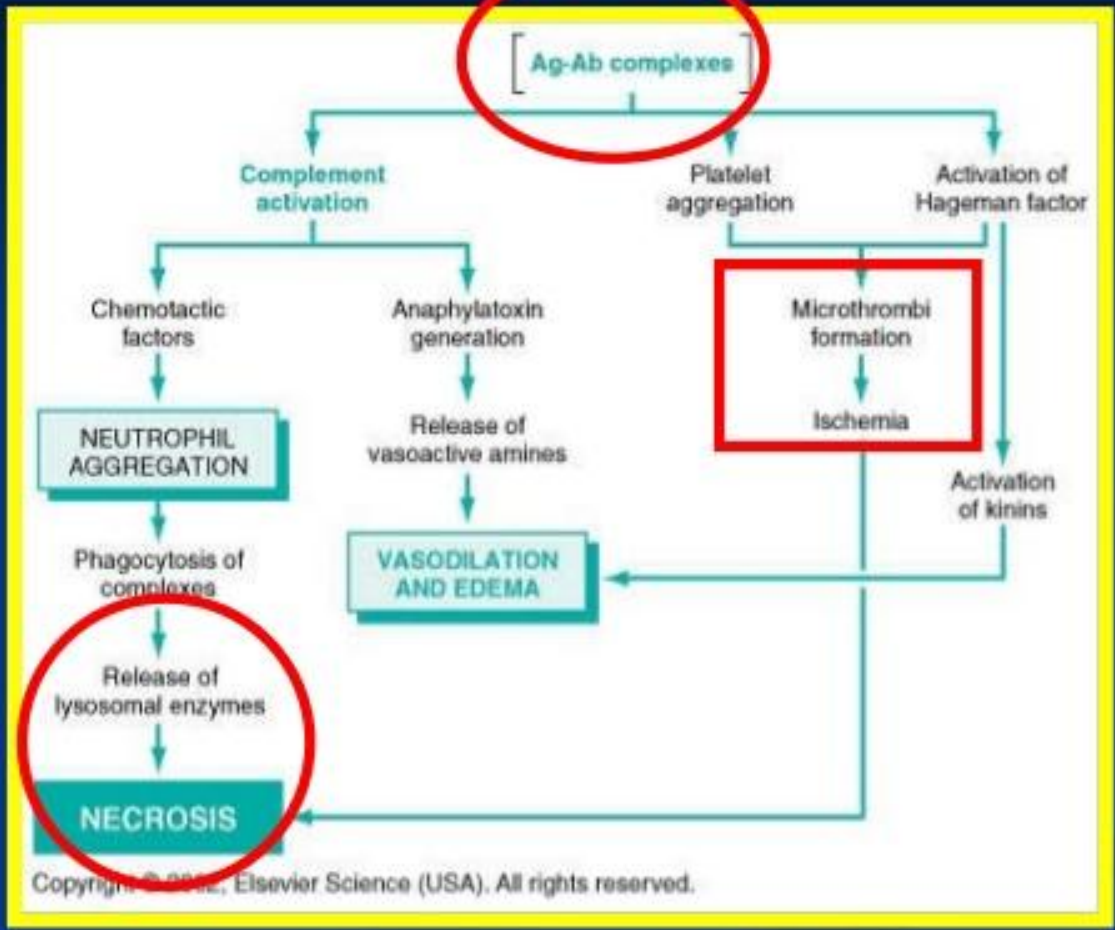 Ag-Ab complexes
Complement
activation
Platelet
aggregation
Activation of
Hageman factor
Chemotactic
factors
Anaphylatoxin
generation
Microthrombi
formation
Ischemia
NEUTROPHIL
AGGREGATION
Release of
vasoactive amines
Activation
of kinins
Phagocytosis of
complexes
VASODILATION
AND EDEMA
Release of
lysosomal enzymes
NECROSIS
Copyright © 2002, Elsevier Science (USA). All rights reserved.